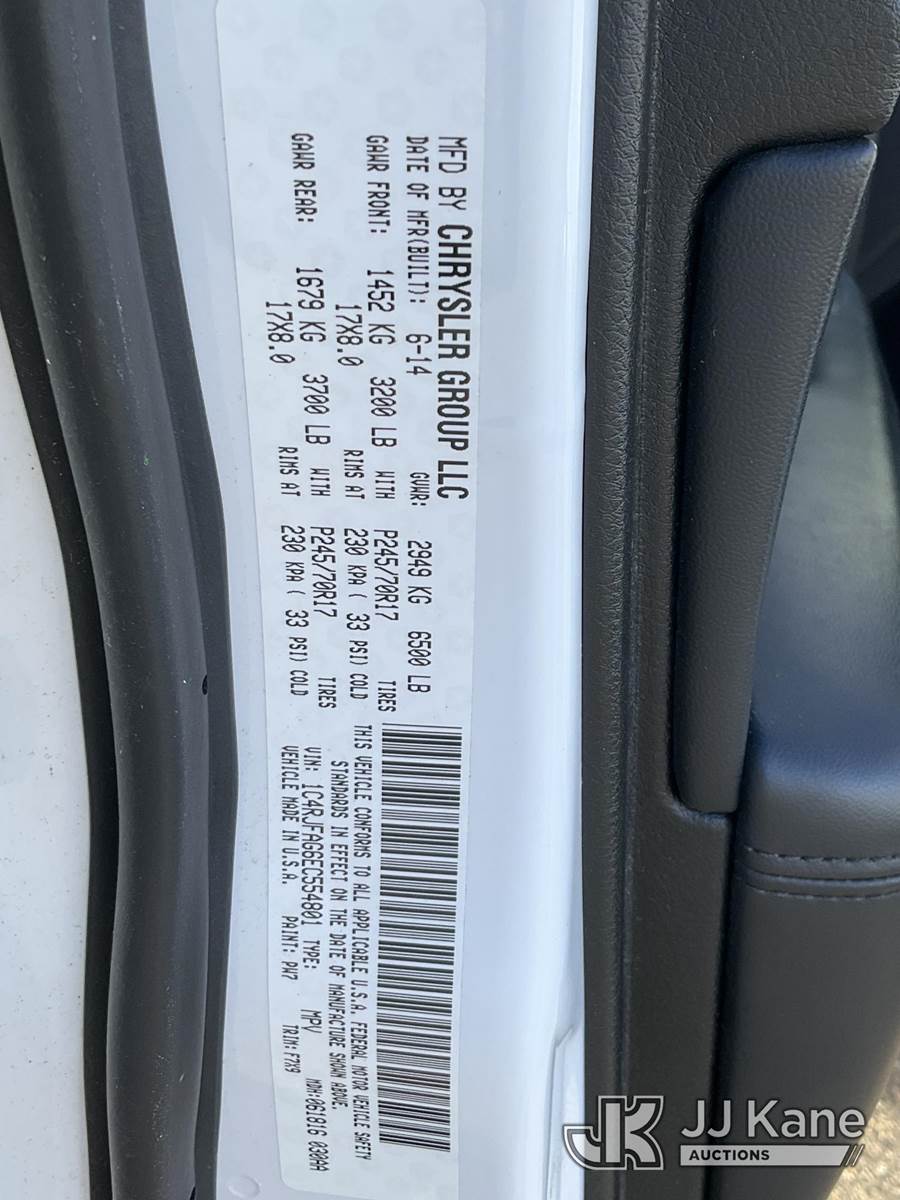 MFD BY CHRYSLER GROUP LLC
DATE OF MFR(BUILT): 6-14 GVWR: 2949 KG 6500 LB
GAWR FRONT: 1452 KG 3200 LB WITH P245/70R17 TIRES
17X8.0 RIMS AT 230 KPA ( 33 PSI) COLD
GAWR REAR: 1679 KG 3700 LB WITH P245/70R17 TIRES
17X8.0 RIMS AT 230 KPA ( 33 PSI) COLD
THIS VEHICLE CONFORMS TO ALL APPLICABLE U.S.A. FEDERAL MOTOR VEHICLE SAFETY
STANDARDS IN EFFECT ON THE DATE OF MANUFACTURE SHOWN ABOVE.
VIN: 1C4RJFAG6EC554801 TYPE: MPV MDH:061816 030AA
VEHICLE MADE IN U.S.A. PAINT: PW7 TRIM:F7X9
JK JJ Kane
AUCTIONS